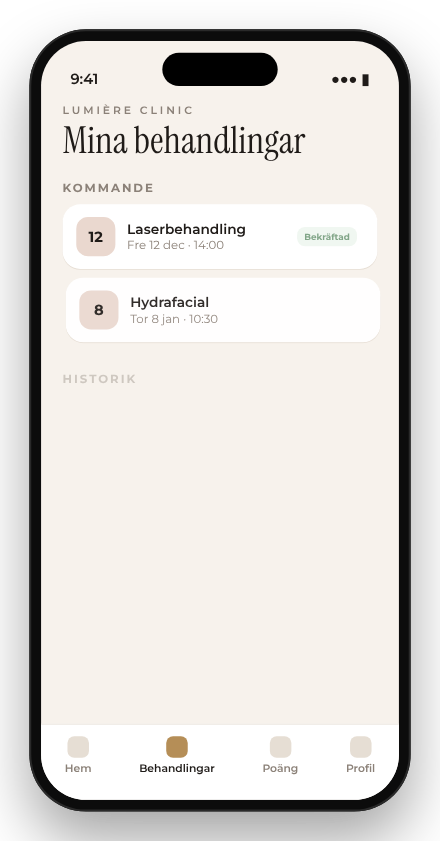 9:41
LUMIÈRE CLINIC
Mina behandlingar
KOMMANDE
12
Laserbehandling
Fre 12 dec · 14:00
Bekräftad
8
Hydrafacial
Tor 8 jan · 10:30
HISTORIK
Hem
Behandlingar
Poäng
Profil